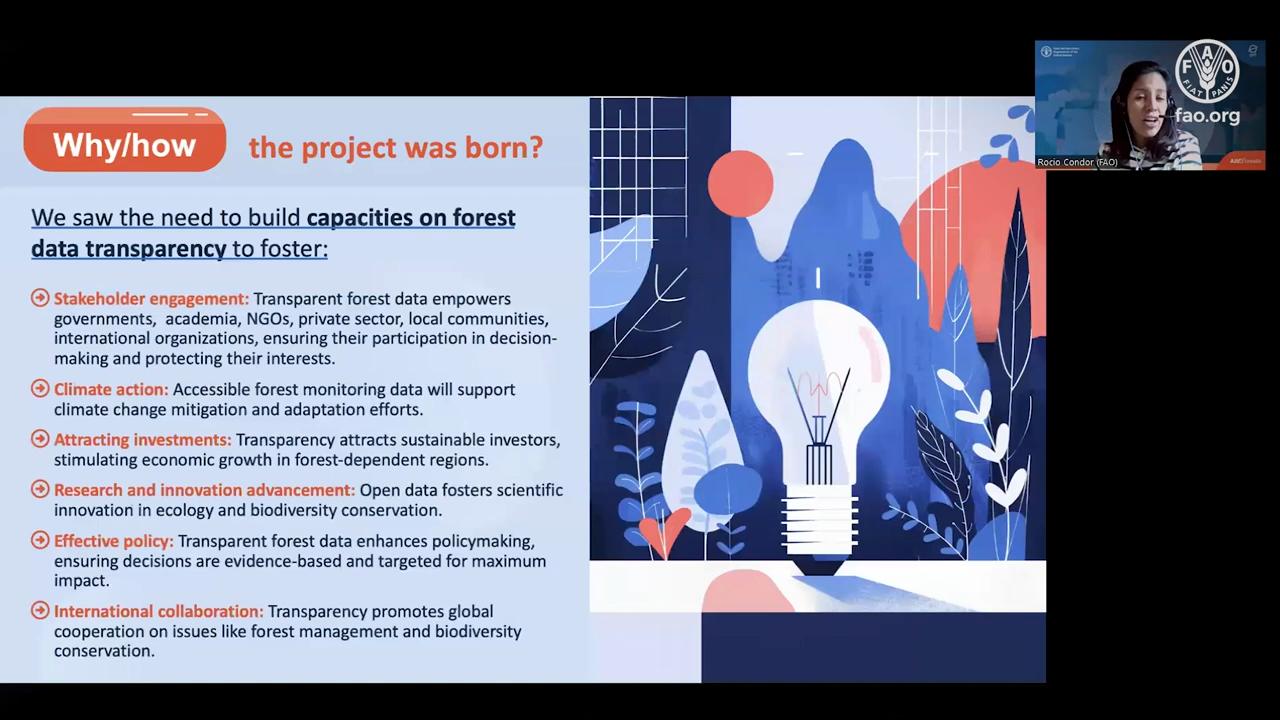 Why/how the project was born?
We saw the need to build capacities on forest
data transparency to foster:
Stakeholder engagement: Transparent forest data empowers
governments, academia, NGOs, private sector, local communities,
international organizations, ensuring their participation in decision-
making and protecting their interests.
Climate action: Accessible forest monitoring data will support
climate change mitigation and adaptation efforts.
Attracting investments: Transparency attracts sustainable investors,
stimulating economic growth in forest-dependent regions.
Research and innovation advancement: Open data fosters scientific
innovation in ecology and biodiversity conservation.
Effective policy: Transparent forest data enhances policymaking,
ensuring decisions are evidence-based and targeted for maximum
impact.
International collaboration: Transparency promotes global
cooperation on issues like forest management and biodiversity
conservation.
FAO
FIAT PANIS
fao.org
Rocio Condor (FAO)